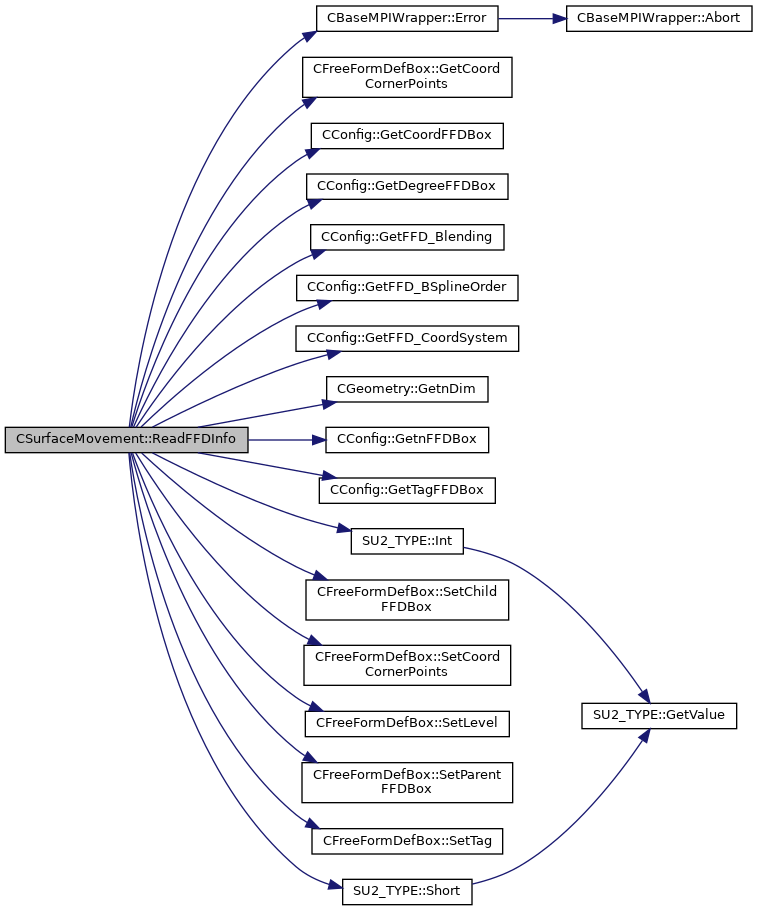 CBaseMPIWrapper::Error
CBaseMPIWrapper::Abort
CFreeFormDefBox::GetCoord
CornerPoints
CConfig::GetCoordFFDBox
CConfig::GetDegreeFFDBox
CConfig::GetFFD_Blending
CConfig::GetFFD_BSplineOrder
CConfig::GetFFD_CoordSystem
CGeometry::GetnDim
CSurfaceMovement::ReadFFDInfo
CConfig::GetnFFDBox
CConfig::GetTagFFDBox
SU2_TYPE::Int
CFreeFormDefBox::SetChild
FFDBox
CFreeFormDefBox::SetCoord
CornerPoints
CFreeFormDefBox::SetLevel
SU2_TYPE::GetValue
CFreeFormDefBox::SetParent
FFDBox
CFreeFormDefBox::SetTag
SU2_TYPE::Short